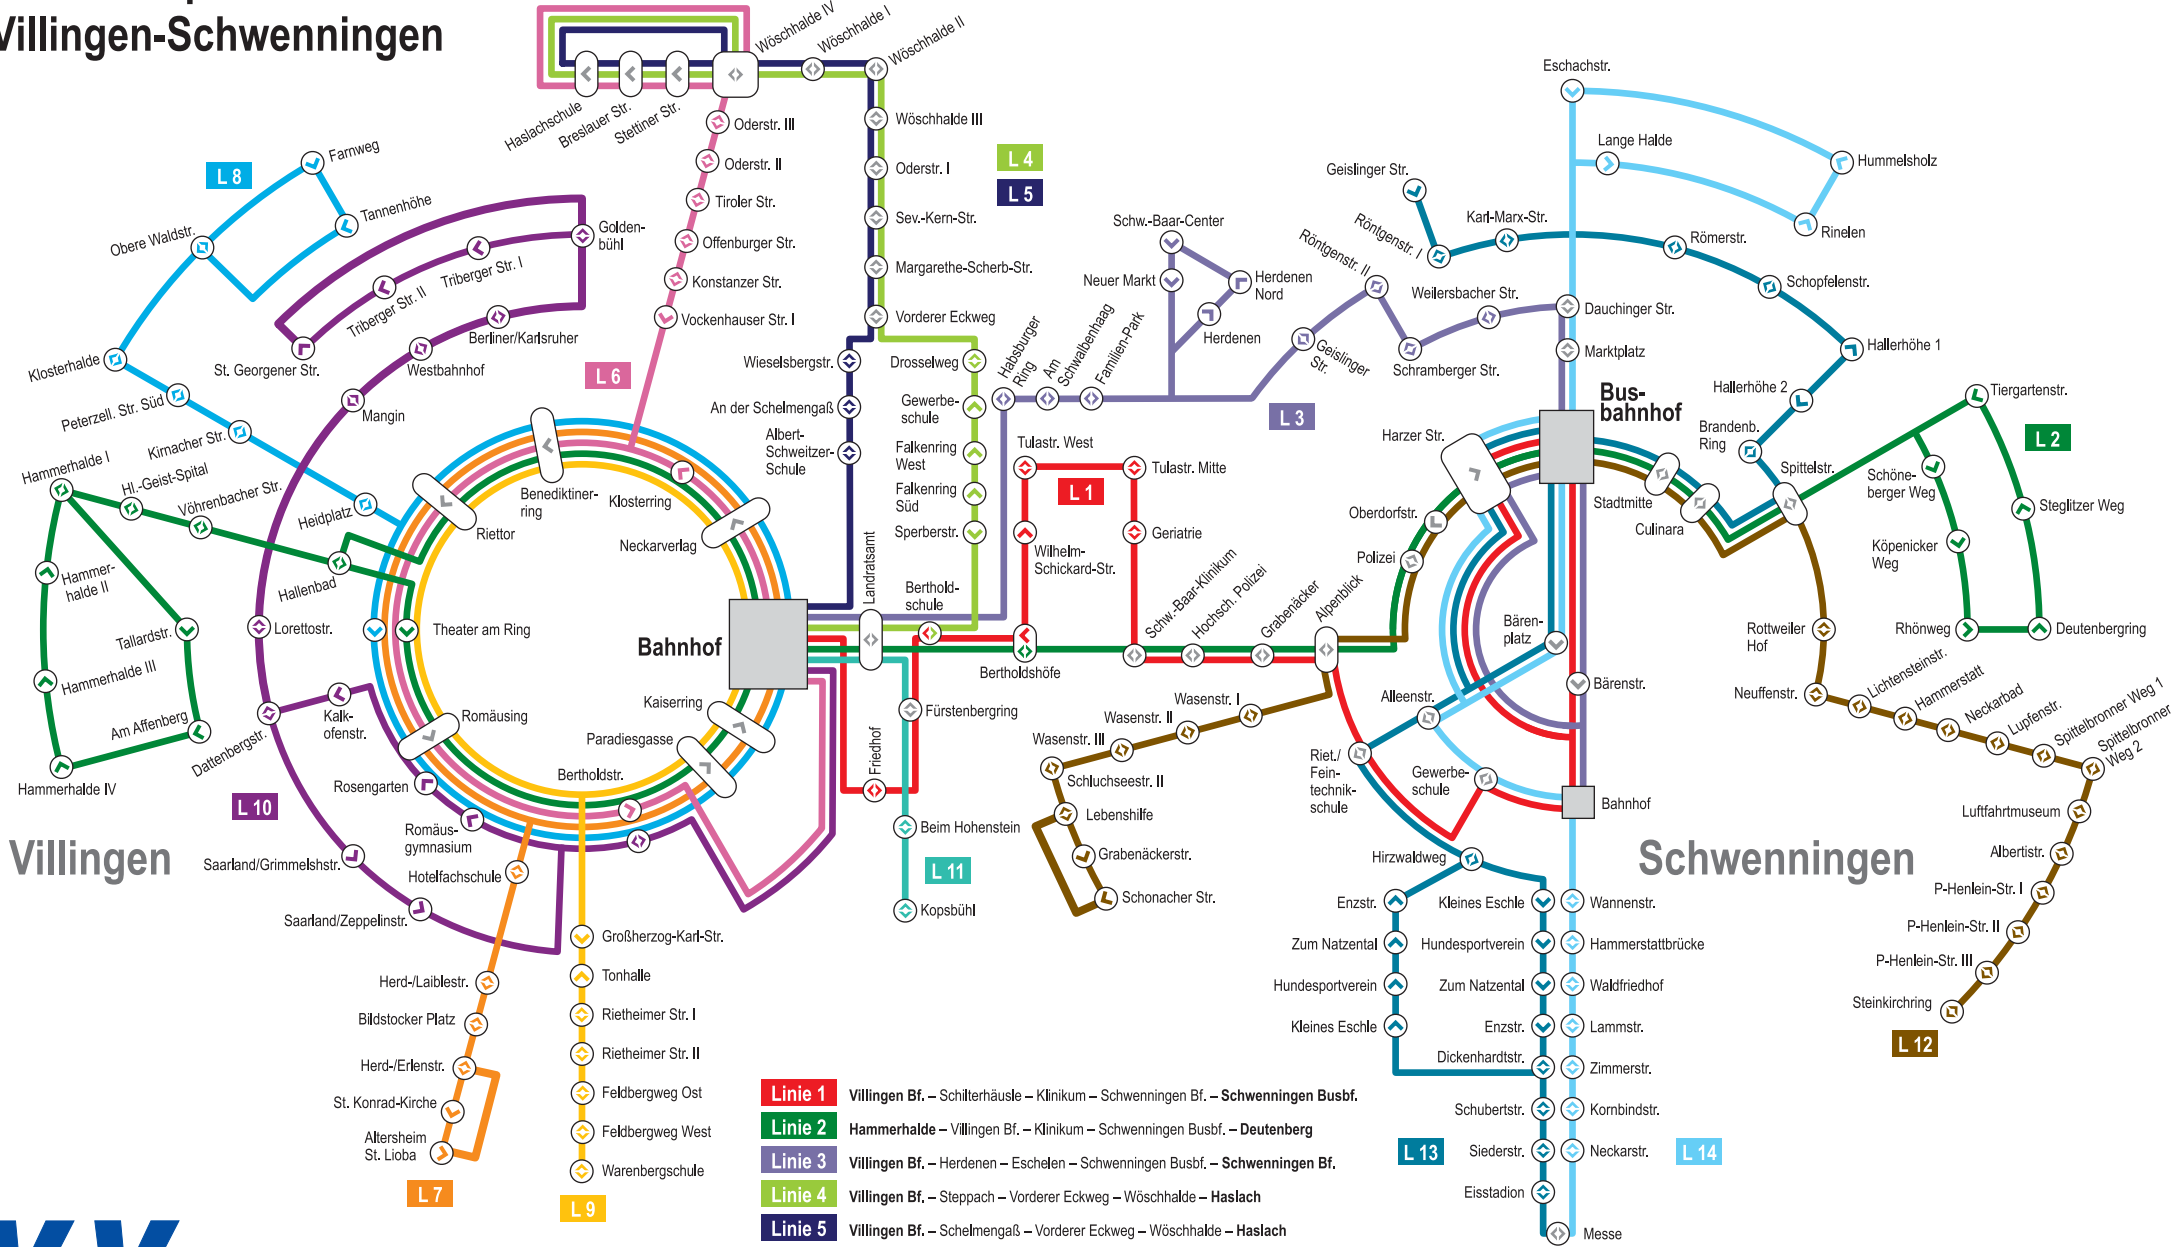 Villingen-Schwenningen
Wöschhalde IV
Wöschhalde I
Wöschhalde II
Haslachschule
Breslauer Str.
Stettiner Str.
Oderstr. III
Oderstr. II
Tiroler Str.
Offenburger Str.
Konstanzer Str.
Vockenhauser Str. I
L 6
Wöschhalde III
Oderstr. I
Sev.-Kern-Str.
Margarethe-Scherb-Str.
Vorderer Eckweg
L 4
L 5
Wieselsbergstr.
An der Schelmengaß
Albert-
Schweitzer-
Schule
Drosselweg
Gewerbe-
schule
Falkenring
West
Falkenring
Süd
Sperberstr.
Farnweg
L 8
Tannenhöhe
Obere Waldstr.
Klosterhalde
Peterzell. Str. Süd
Kirnacher Str.
Heidplatz
Golden-
bühl
Triberger Str. I
Triberger Str. II
St. Georgener Str.
Berliner/Karlsruher
Westbahnhof
Mangin
Hammerhalde I
Hl.-Geist-Spital
Vöhrenbacher Str.
Hallenbad
Hammer-
halde II
Tallardstr.
Hammerhalde III
Am Affenberg
Hammerhalde IV
Lorettostr.
Dattenbergstr.
Kalk-
ofenstr.
Rosengarten
Romäus-
gymnasium
L 10
Saarland/Grimmelshstr.
Saarland/Zeppelinstr.
Villingen
Riettor
Benediktiner-
ring
Klosterring
Neckarverlag
Theater am Ring
Bahnhof
Romäusring
Kaiserring
Paradiesgasse
Bertholdstr.
Hotelfachschule
Herd-/Laiblestr.
Bildstocker Platz
Herd-/Erlenstr.
St. Konrad-Kirche
Altersheim
St. Lioba
L 7
Großherzog-Karl-Str.
Tonhalle
Rietheimer Str. I
Rietheimer Str. II
Feldbergweg Ost
Feldbergweg West
Warenbergschule
L 9
Landratsamt
Berthold-
schule
Fürstenbergring
Friedhof
Beim Hohenstein
L 11
Kopsbühl
Habsburger
Ring
Am
Schwalbenhaag
Familien-Park
Schw.-Baar-Center
Neuer Markt
Herdenen
Nord
Herdenen
L 3
Geislinger
Str.
Röntgenstr. II
Schramberger Str.
Weilersbacher Str.
Tulastr. West
Tulastr. Mitte
L 1
Wilhelm-
Schickard-Str.
Geriatrie
Bertholdshöfe
Schw.-Baar-Klinikum
Hochsch. Polizei
Grabenäcker
Alpenblick
Wasenstr. I
Wasenstr. II
Wasenstr. III
Schluchseestr. II
Lebenshilfe
Grabenäckerstr.
Schonacher Str.
Eschachstr.
Lange Halde
Hummelsholz
Rinelen
Geislinger Str.
Röntgenstr. I
Karl-Marx-Str.
Römerstr.
Schopfelenstr.
Dauchinger Str.
Marktplatz
Hallerhöhe 1
Hallerhöhe 2
Brandenb.
Ring
Bus-
bahnhof
Harzer Str.
Oberdorfstr.
Polizei
Stadtmitte
Culinara
Spittelstr.
Tiergartenstr.
L 2
Schöne-
berger Weg
Steglitzer Weg
Köpenicker
Weg
Rhönweg
Deutenbergring
Rottweiler
Hof
Neuffenstr.
Lichtensteinstr.
Hammerstatt
Neckarbad
Lupfenstr.
Spittelbronner Weg 1
Spittelbronner
Weg 2
Luftfahrtmuseum
Albertistr.
P-Henlein-Str. I
P-Henlein-Str. II
P-Henlein-Str. III
Steinkirchring
L 12
Bären-
platz
Bärenstr.
Alleenstr.
Riet./
Fein-
technik-
schule
Gewerbe-
schule
Bahnhof
Schwenningen
Hirzwaldweg
Enzstr.
Zum Natzental
Hundesportverein
Kleines Eschle
Kleines Eschle
Hundesportverein
Zum Natzental
Enzstr.
Dickenhardtstr.
Schubertstr.
Siederstr.
Eisstadion
L 13
Wannenstr.
Hammerstattbrücke
Waldfriedhof
Lammstr.
Zimmerstr.
Kornbindstr.
Neckarstr.
L 14
Messe
Linie 1 Villingen Bf. – Schilterhäusle – Klinikum – Schwenningen Bf. – Schwenningen Busbf.
Linie 2 Hammerhalde – Villingen Bf. – Klinikum – Schwenningen Busbf. – Deutenberg
Linie 3 Villingen Bf. – Herdenen – Eschelen – Schwenningen Busbf. – Schwenningen Bf.
Linie 4 Villingen Bf. – Steppach – Vorderer Eckweg – Wöschhalde – Haslach
Linie 5 Villingen Bf. – Schelmengaß – Vorderer Eckweg – Wöschhalde – Haslach